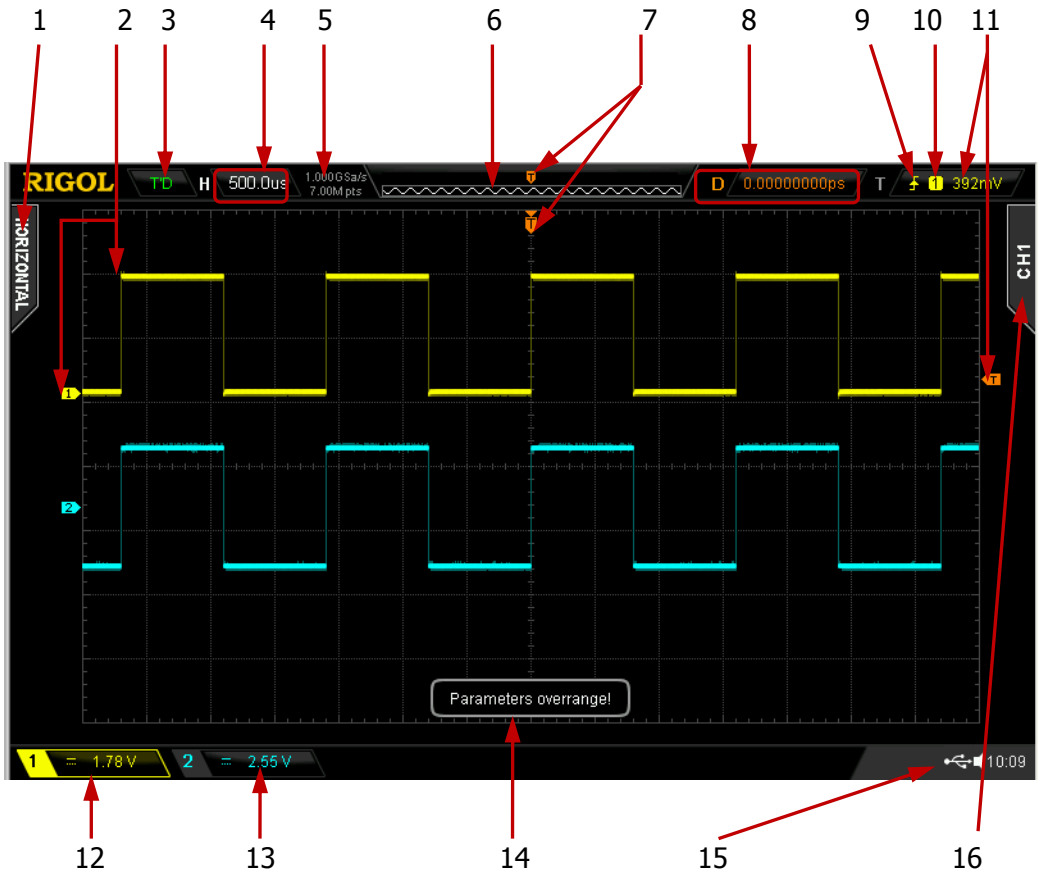 1 2 3 4 5 6 7 8 9 10 11
RIGOL T'D H 500.0us 1.000GSa/s D 0.00000000ps T 1 392mV
7.00M pts
T
T
HORIZONTAL
CH1
T
1
2
Parameters overrange!
1 1.78 V 2 2.55 V 10:09
12 13 14 15 16